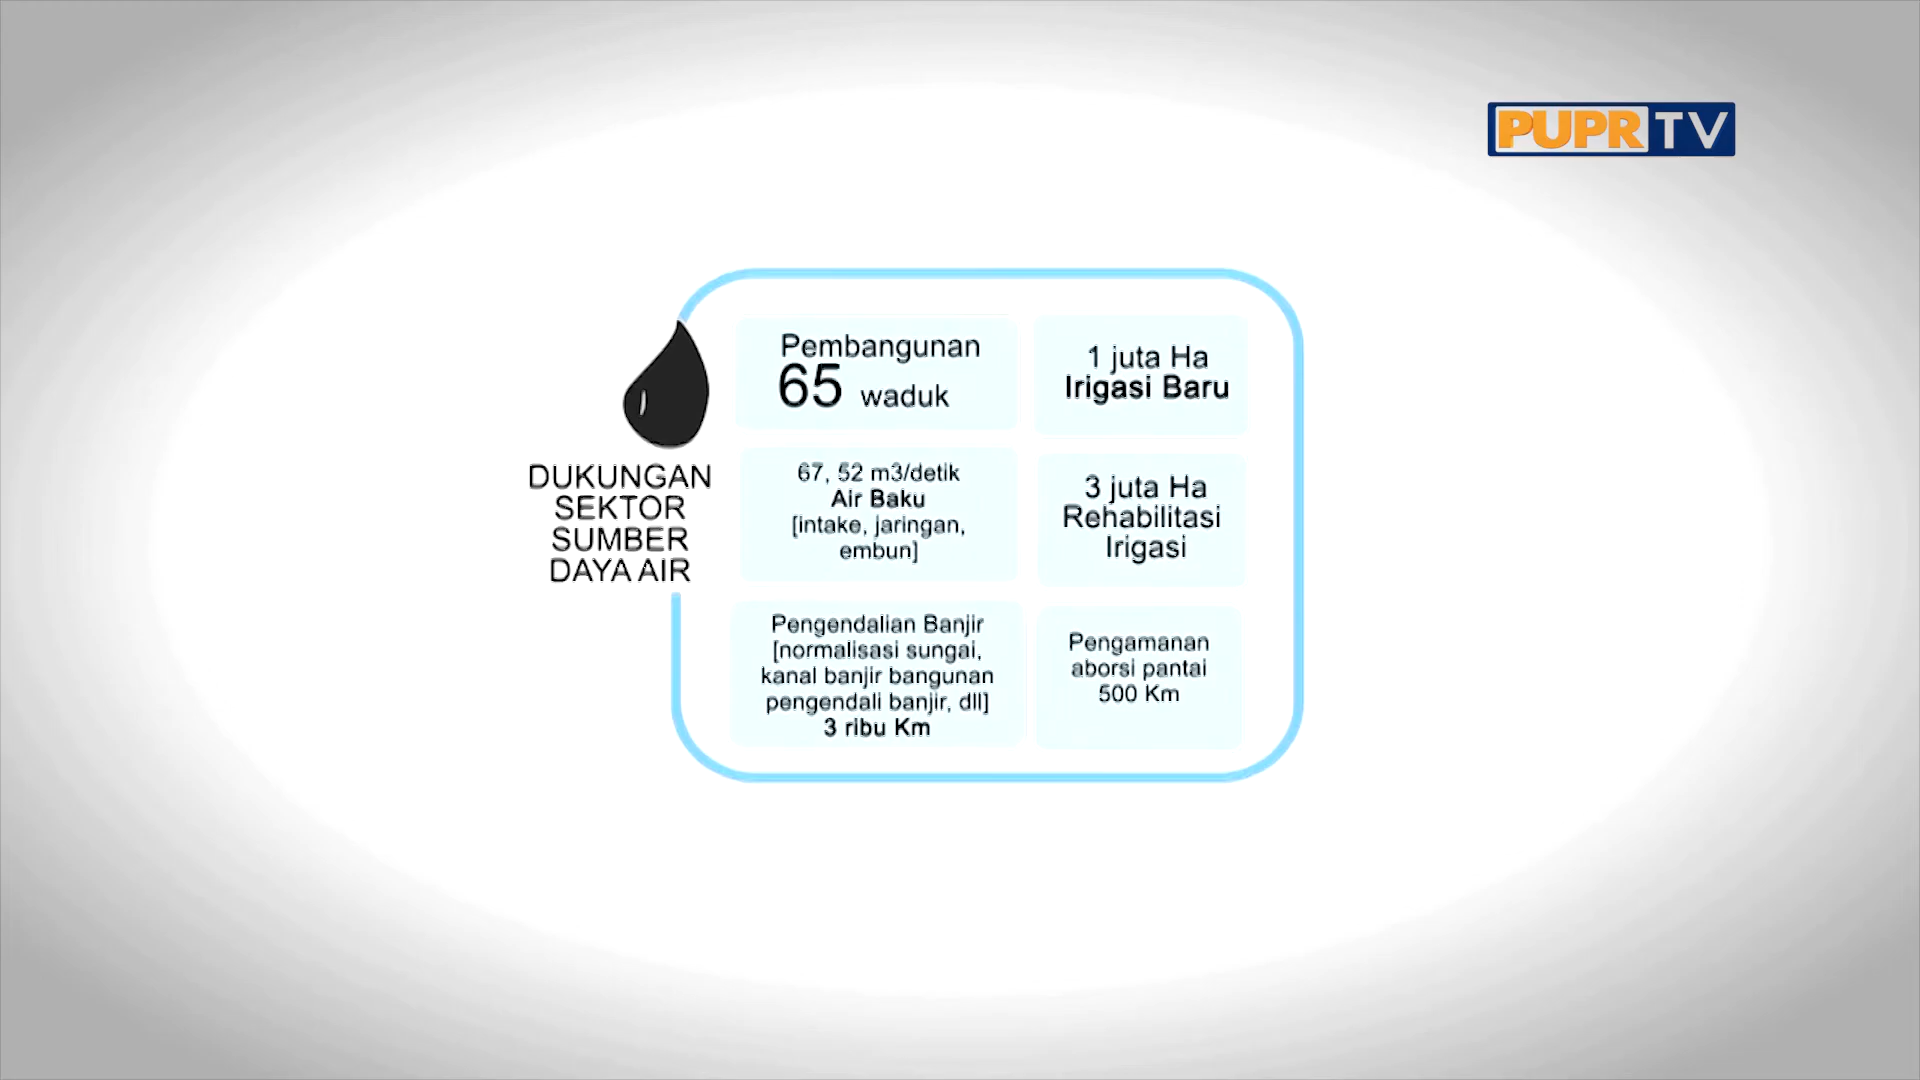 PUPR TV
DUKUNGAN
SEKTOR
SUMBER
DAYA AIR
Pembangunan
65 waduk
1 juta Ha
Irigasi Baru
67, 52 m3/detik
Air Baku
[intake, jaringan,
embun]
3 juta Ha
Rehabilitasi
Irigasi
Pengendalian Banjir
[normalisasi sungai,
kanal banjir bangunan
pengendali banjir, dll]
3 ribu Km
Pengamanan
aborsi pantai
500 Km